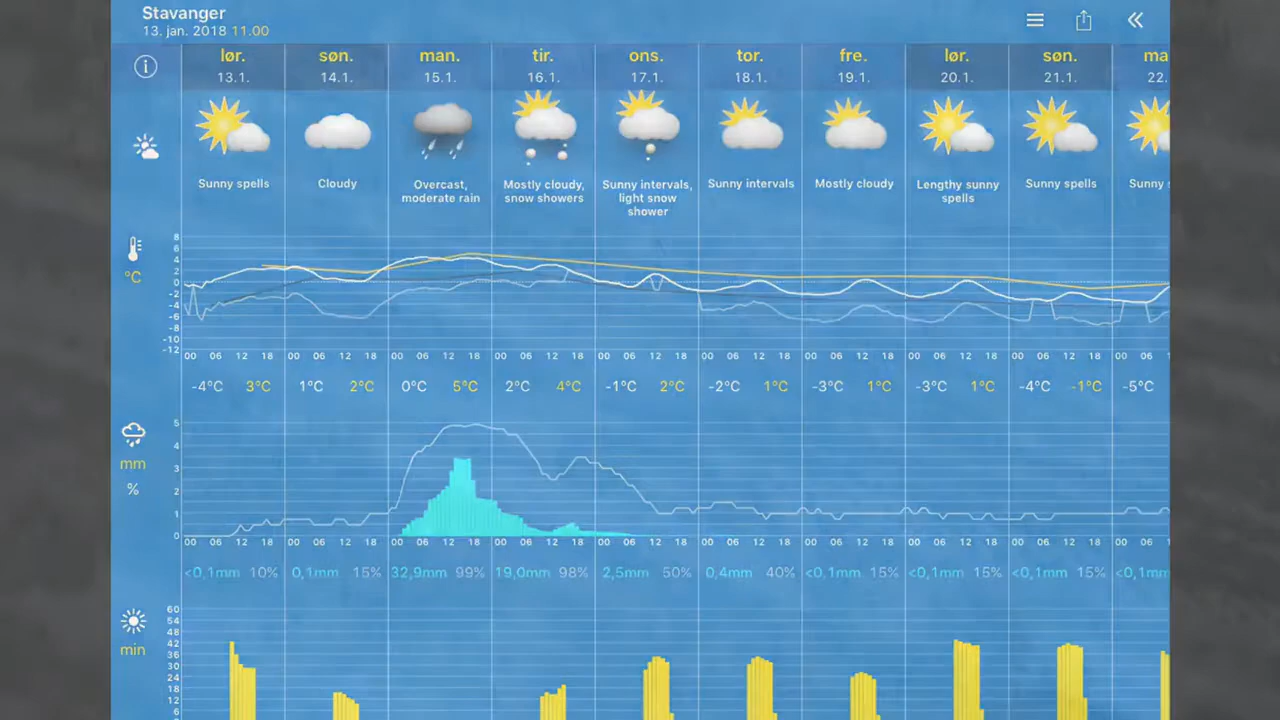 Stavanger
13. jan. 2018 11.00
lør. søn. man. tir. ons. tor. fre. lør. søn. ma
13.1. 14.1. 15.1. 16.1. 17.1. 18.1. 19.1. 20.1. 21.1. 22.
Sunny spells
Cloudy
Overcast,
moderate rain
Mostly cloudy,
snow showers
Sunny intervals,
light snow
shower
Sunny intervals
Mostly cloudy
Lengthy sunny
spells
Sunny spells
Sunny s
8
6
4
2
0
-2
-4
-6
-8
-10
-12
°C
00 06 12 18 00 06 12 18 00 06 12 18 00 06 12 18 00 06 12 18 00 06 12 18 00 06 12 18 00 06 12 18 00 06 12 18 00 06 1
-4°C 3°C 1°C 2°C 0°C 5°C 2°C 4°C -1°C 2°C -2°C 1°C -3°C 1°C -3°C 1°C -4°C -1°C -5°C
5
4
3
2
1
0
mm
%
00 06 12 18 00 06 12 18 00 06 12 18 00 06 12 18 00 06 12 18 00 06 12 18 00 06 12 18 00 06 12 18 00 06 12 18 00 06 1
<0,1mm 10% 0,1mm 15% 32,9mm 99% 19,0mm 98% 2,5mm 50% 0,4mm 40% <0,1mm 15% <0,1mm 15% <0,1mm 15% <0,1mm
60
54
48
42
36
30
24
18
12
6
min